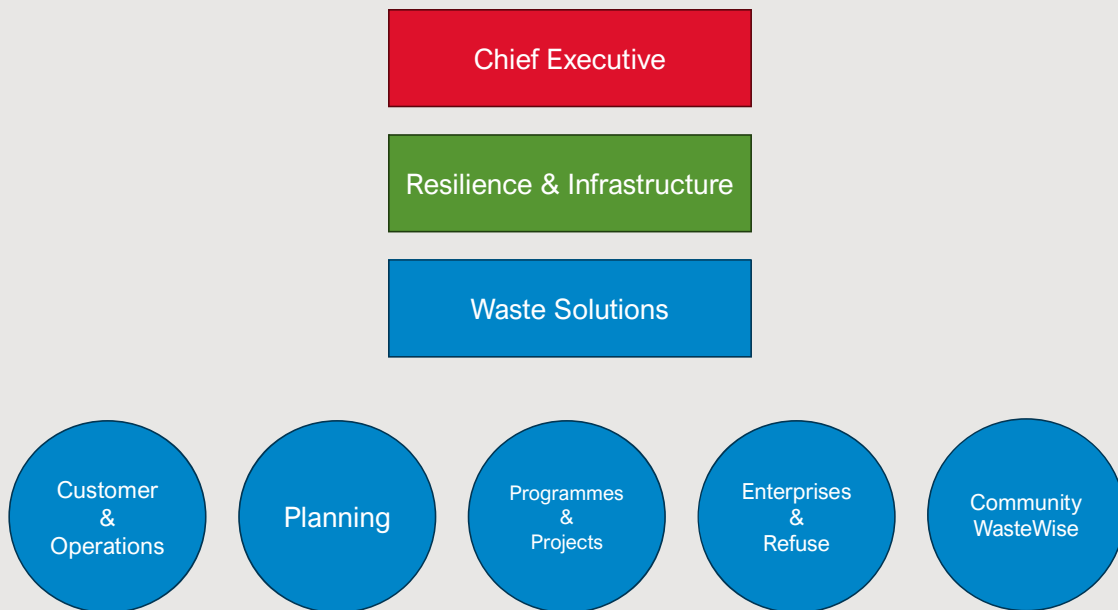 Chief Executive
Resilience & Infrastructure
Waste Solutions
Customer
&
Operations
Planning
Programmes
&
Projects
Enterprises
&
Refuse
Community
WasteWise